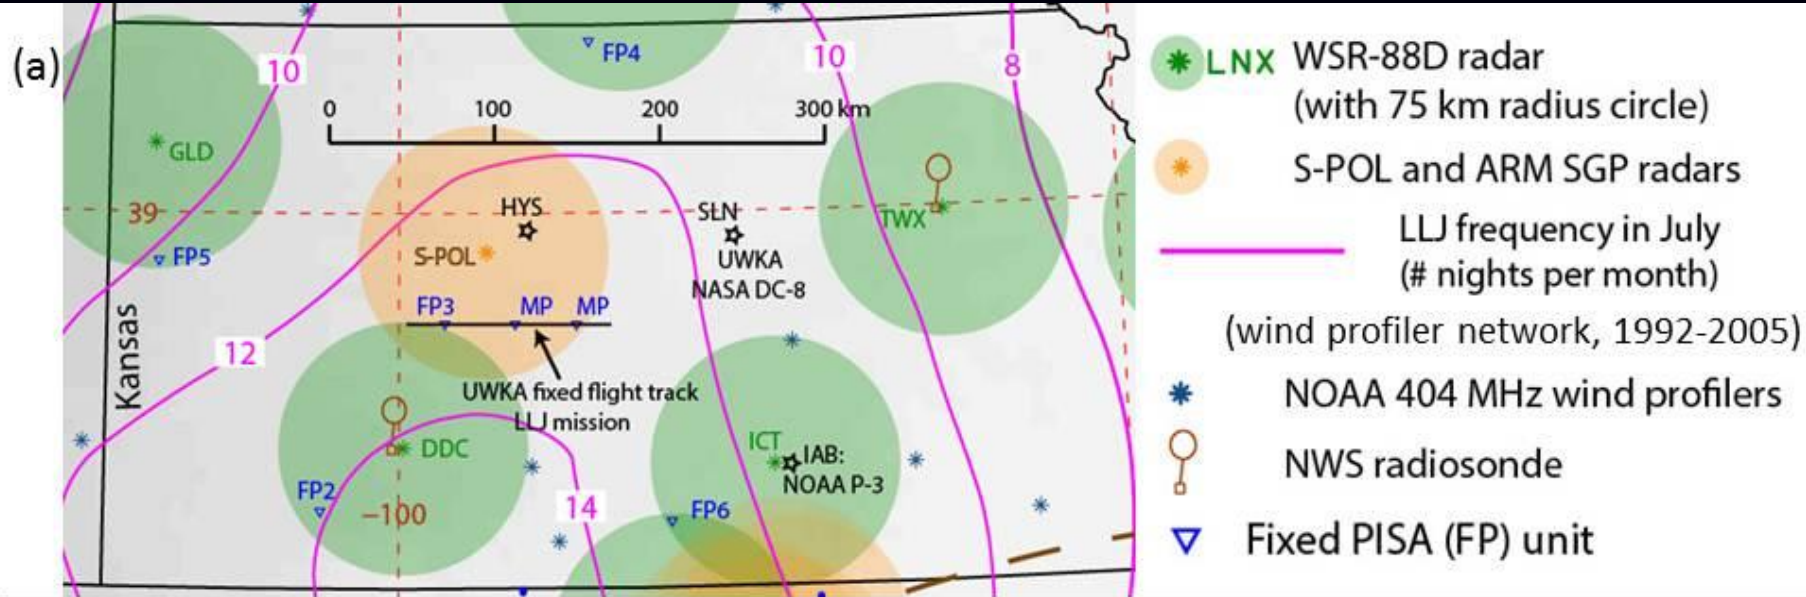 (a)
10
FP4
10
8
0 100 200 300 km
GLD
39
HYS
SLN
TWX
FP5
S-POL
UWKA
NASA DC-8
FP3 MP MP
Kansas
12
UWKA fixed flight track
LLJ mission
DDC
ICT
IAB:
NOAA P-3
FP2
-100
14
FP6
LNX WSR-88D radar
(with 75 km radius circle)
S-POL and ARM SGP radars
LLJ frequency in July
(# nights per month)
(wind profiler network, 1992-2005)
NOAA 404 MHz wind profilers
NWS radiosonde
Fixed PISA (FP) unit